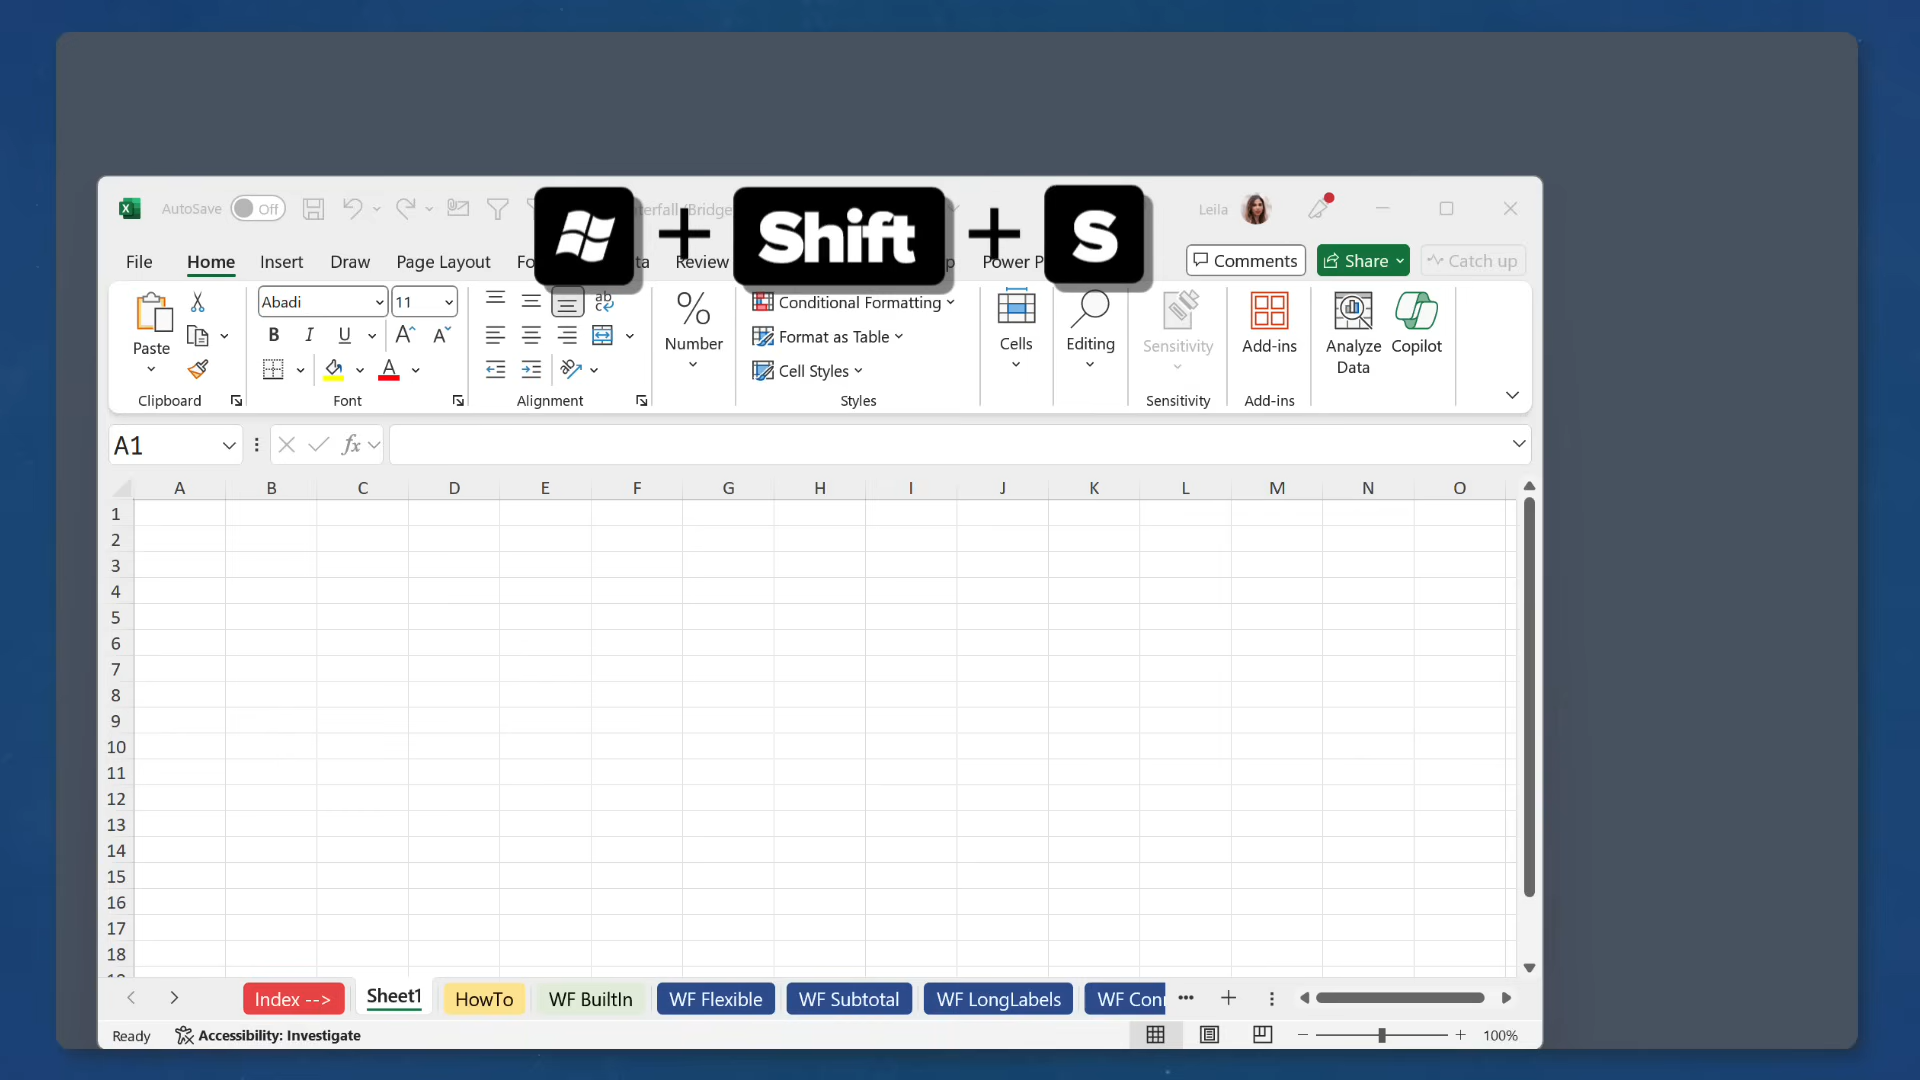 AutoSave Off
+ Shift + S
Leila
File Home Insert Draw Page Layout Review
Comments Share Catch up
Abadi 11
Paste
B I U
Clipboard
Font
Alignment
Number
Conditional Formatting
Format as Table
Cell Styles
Styles
Cells
Editing
Sensitivity
Sensitivity
Add-ins
Add-ins
Analyze
Data
Copilot
A1 fx
A B C D E F G H I J K L M N O
1
2
3
4
5
6
7
8
9
10
11
12
13
14
15
16
17
18
Index --> Sheet1 HowTo WF BuiltIn WF Flexible WF Subtotal WF LongLabels WF
Ready Accessibility: Investigate 100%